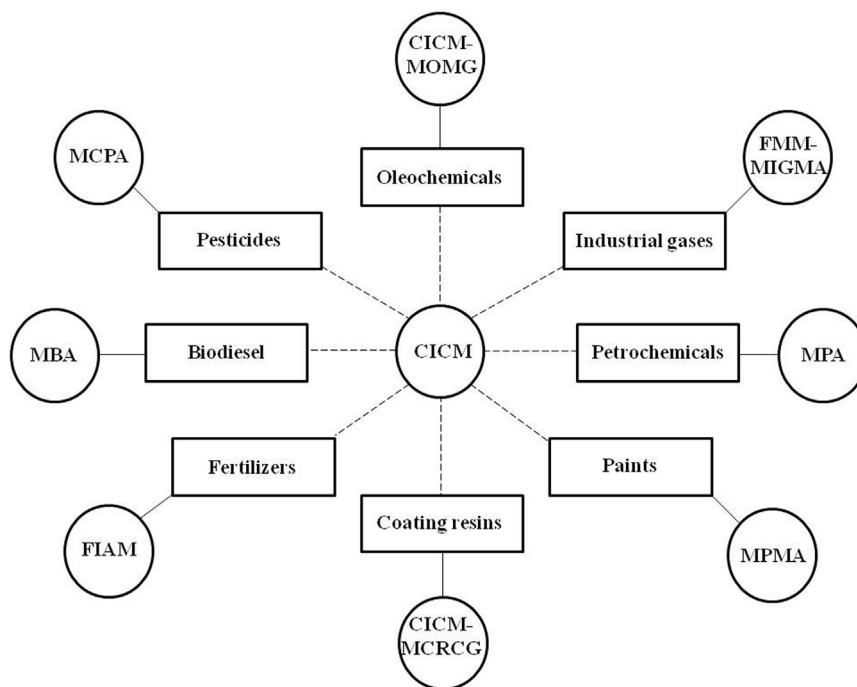 CICM-
MOMG
MCPA
FMM-
MIGMA
Oleochemicals
Pesticides
Industrial gases
MBA
Biodiesel
CICM
Petrochemicals
MPA
Fertilizers
Paints
Coating resins
FIAM
MPMA
CICM-
MCRCG